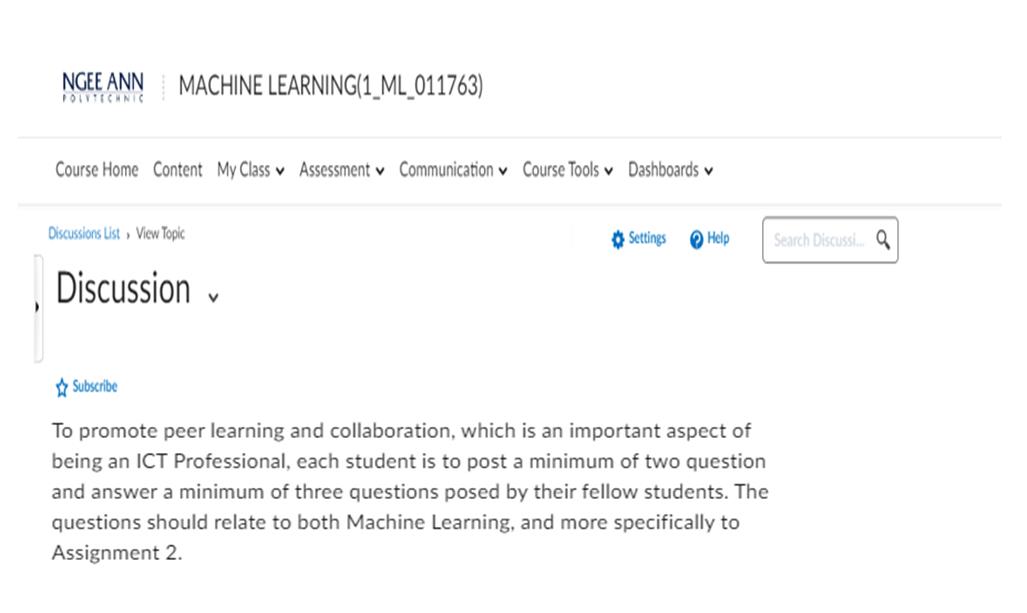 NGEE ANN
POLYTECHNIC
MACHINE LEARNING(1_ML_011763)
Course Home Content My Class Assessment Communication Course Tools Dashboards
Discussions List › View Topic
Settings Help Search Discussi...
Discussion
Subscribe
To promote peer learning and collaboration, which is an important aspect of
being an ICT Professional, each student is to post a minimum of two question
and answer a minimum of three questions posed by their fellow students. The
questions should relate to both Machine Learning, and more specifically to
Assignment 2.